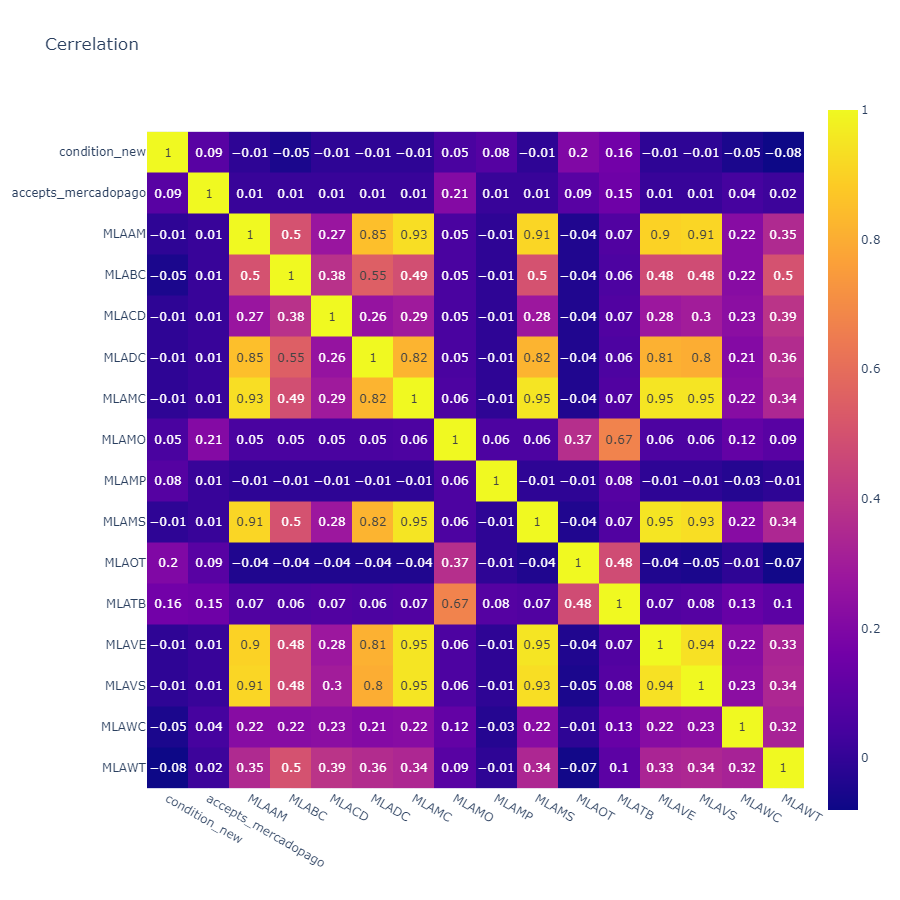 Cerrelation
1
condition_new 1 0.09 −0.01 −0.05 −0.01 −0.01 −0.01 0.05 0.08 −0.01 0.2 0.16 −0.01 −0.01 −0.05 −0.08
accepts_mercadopago 0.09 1 0.01 0.01 0.01 0.01 0.01 0.21 0.01 0.01 0.09 0.15 0.01 0.01 0.04 0.02
MLAAM −0.01 0.01 1 0.5 0.27 0.85 0.93 0.05 −0.01 0.91 −0.04 0.07 0.9 0.91 0.22 0.35
0.8
MLABC −0.05 0.01 0.5 1 0.38 0.55 0.49 0.05 −0.01 0.5 −0.04 0.06 0.48 0.48 0.22 0.5
MLACD −0.01 0.01 0.27 0.38 1 0.26 0.29 0.05 −0.01 0.28 −0.04 0.07 0.28 0.3 0.23 0.39
MLADC −0.01 0.01 0.85 0.55 0.26 1 0.82 0.05 −0.01 0.82 −0.04 0.06 0.81 0.8 0.21 0.36
0.6
MLAMC −0.01 0.01 0.93 0.49 0.29 0.82 1 0.06 −0.01 0.95 −0.04 0.07 0.95 0.95 0.22 0.34
MLAMO 0.05 0.21 0.05 0.05 0.05 0.05 0.06 1 0.06 0.06 0.37 0.67 0.06 0.06 0.12 0.09
MLAMP 0.08 0.01 −0.01 −0.01 −0.01 −0.01 −0.01 0.06 1 −0.01 −0.01 0.08 −0.01 −0.01 −0.03 −0.01
0.4
MLAMS −0.01 0.01 0.91 0.5 0.28 0.82 0.95 0.06 −0.01 1 −0.04 0.07 0.95 0.93 0.22 0.34
MLAOT 0.2 0.09 −0.04 −0.04 −0.04 −0.04 −0.04 0.37 −0.01 −0.04 1 0.48 −0.04 −0.05 −0.01 −0.07
MLATB 0.16 0.15 0.07 0.06 0.07 0.06 0.07 0.67 0.08 0.07 0.48 1 0.07 0.08 0.13 0.1
0.2
MLAVE −0.01 0.01 0.9 0.48 0.28 0.81 0.95 0.06 −0.01 0.95 −0.04 0.07 1 0.94 0.22 0.33
MLAVS −0.01 0.01 0.91 0.48 0.3 0.8 0.95 0.06 −0.01 0.93 −0.05 0.08 0.94 1 0.23 0.34
MLAWC −0.05 0.04 0.22 0.22 0.23 0.21 0.22 0.12 −0.03 0.22 −0.01 0.13 0.22 0.23 1 0.32
0
MLAWT −0.08 0.02 0.35 0.5 0.39 0.36 0.34 0.09 −0.01 0.34 −0.07 0.1 0.33 0.34 0.32 1
condition_new accepts_mercadopago MLAAM MLABC MLACD MLADC MLAMC MLAMO MLAMP MLAMS MLAOT MLATB MLAVE MLAVS MLAWC MLAWT